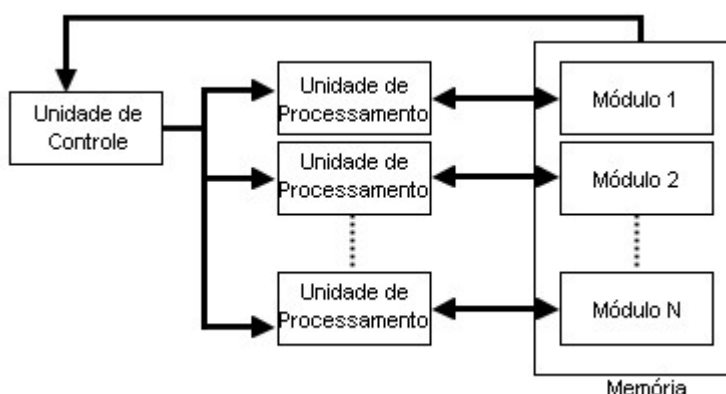 Unidade de
Controle
Unidade de
Processamento
Unidade de
Processamento
Unidade de
Processamento
Módulo 1
Módulo 2
Módulo N
Memória